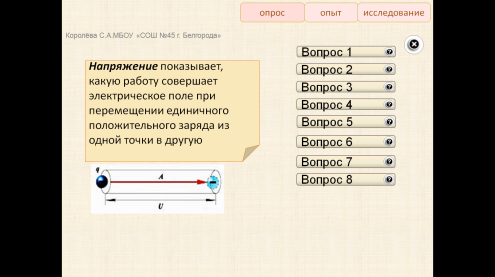 опрос опыт исследование
Королёва С.А.МБОУ «СОШ №45 г. Белгорода»
Напряжение показывает,
какую работу совершает
электрическое поле при
перемещении единичного
положительного заряда из
одной точки в другую
q
A
U
Вопрос 1
Вопрос 2
Вопрос 3
Вопрос 4
Вопрос 5
Вопрос 6
Вопрос 7
Вопрос 8